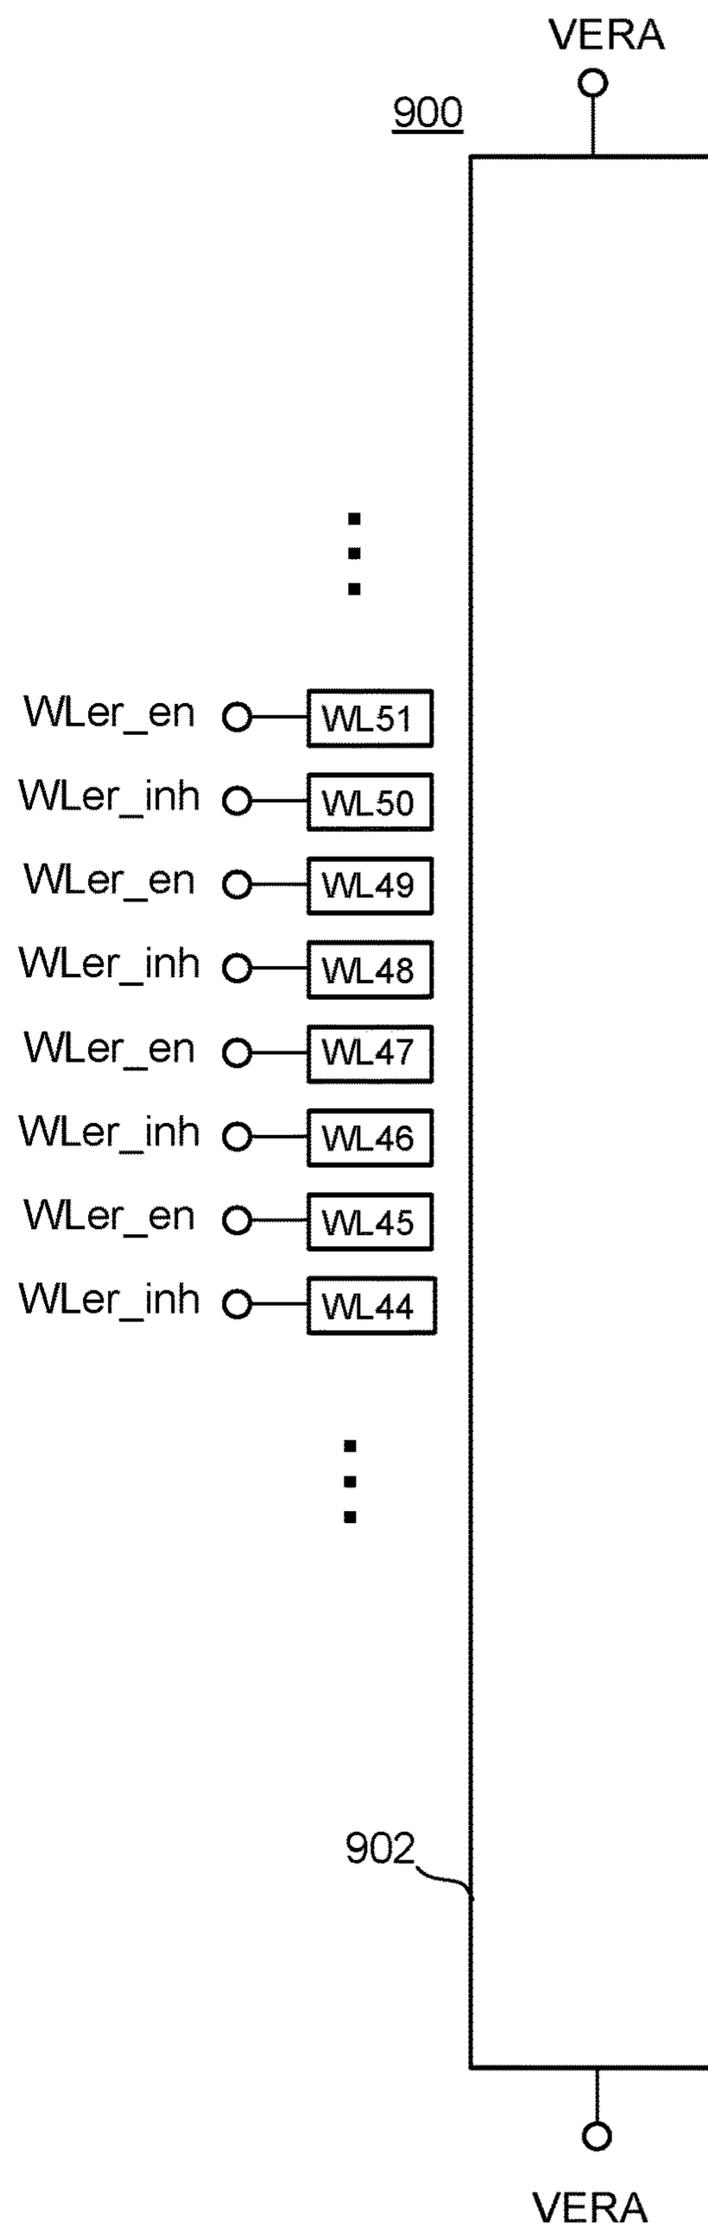 VERA
900
WLer_en WL51
WLer_inh WL50
WLer_en WL49
WLer_inh WL48
WLer_en WL47
WLer_inh WL46
WLer_en WL45
WLer_inh WL44
902
VERA